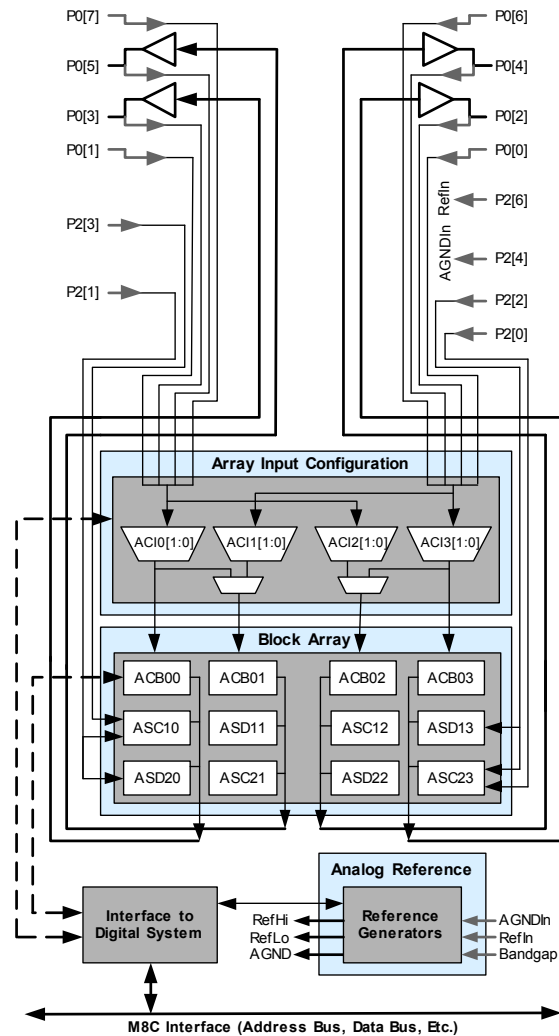 P0[7] P0[6]
P0[5] P0[4]
P0[3] P0[2]
P0[1] P0[0]
AGNDIn RefIn
P2[6]
P2[3]
P2[4]
P2[1]
P2[2]
P2[0]
Array Input Configuration
ACI0[1:0] ACI1[1:0] ACI2[1:0] ACI3[1:0]
Block Array
ACB00 ACB01 ACB02 ACB03
ASC10 ASD11 ASC12 ASD13
ASD20 ASC21 ASD22 ASC23
Analog Reference
Interface to
Digital System
RefHi
RefLo
AGND
Reference
Generators
AGNDIn
RefIn
Bandgap
M8C Interface (Address Bus, Data Bus, Etc.)